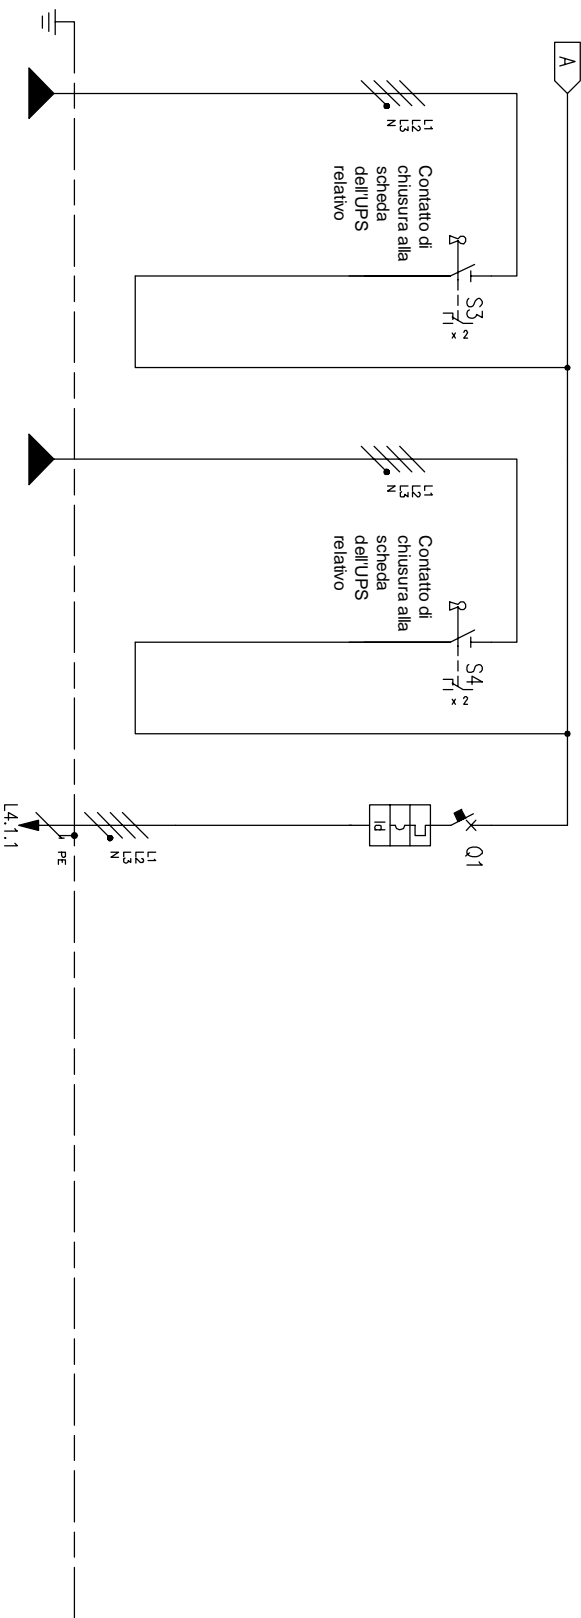 A
L1
L2
L3
N
Contatto di
chiusura alla
scheda
dell'UPS
relativo
S3
x 2
L1
L2
L3
N
Contatto di
chiusura alla
scheda
dell'UPS
relativo
S4
x 2
Q1
Id
L1
L2
L3
N
PE
L4.1.1